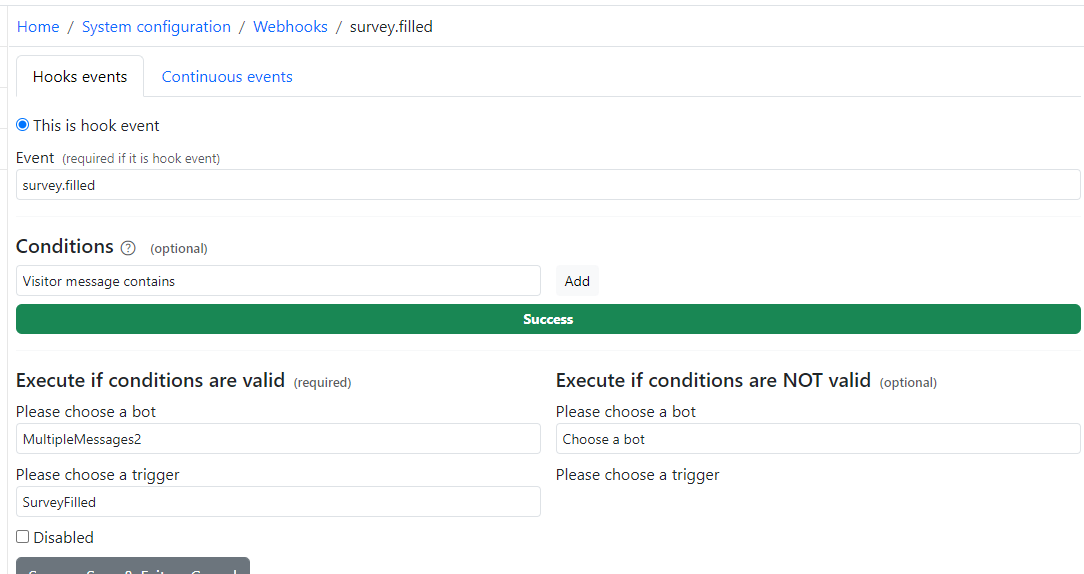 Home / System configuration / Webhooks / survey.filled
Hooks events Continuous events
This is hook event
Event (required if it is hook event)
survey.filled
Conditions ? (optional)
Visitor message contains Add
Success
Execute if conditions are valid (required)
Please choose a bot
MultipleMessages2
Please choose a trigger
SurveyFilled
Disabled
Execute if conditions are NOT valid (optional)
Please choose a bot
Choose a bot
Please choose a trigger